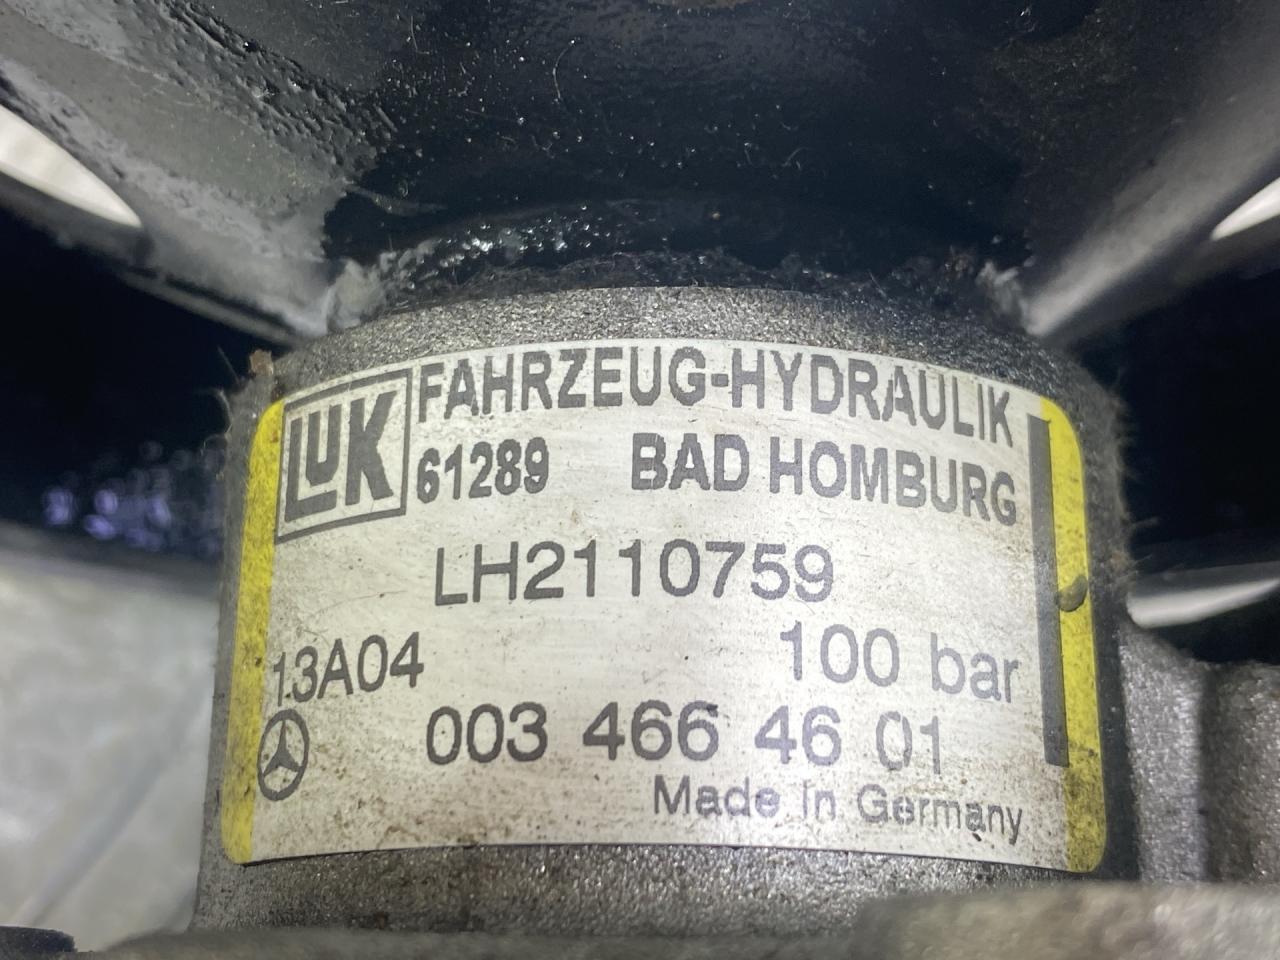 LuK FAHRZEUG-HYDRAULIK
61289 BAD HOMBURG
LH2110759
13A04 100 bar
003 466 46 01
Made in Germany